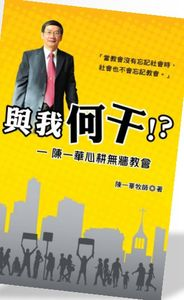 「當教會沒有忘記社會時,
社會也不會忘記教會。」
與我何干!?
— 陳一華心耕無牆教會
陳一華牧師◎著